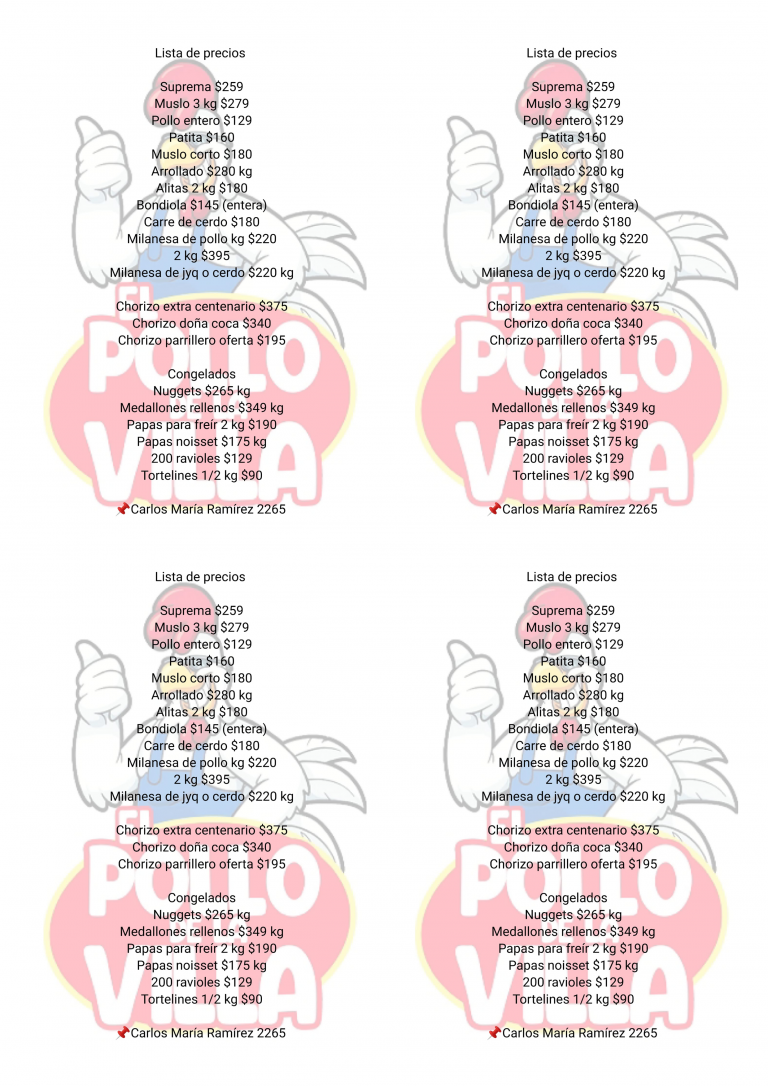 Lista de precios
Suprema $259
Muslo 3 kg $279
Pollo entero $129
Patita $160
Muslo corto $180
Arrollado $280 kg
Alitas 2 kg $180
Bondiola $145 (entera)
Carre de cerdo $180
Milanesa de pollo kg $220
2 kg $395
Milanesa de jyq o cerdo $220 kg
Chorizo extra centenario $375
Chorizo doña coca $340
Chorizo parrillero oferta $195
Congelados
Nuggets $265 kg
Medallones rellenos $349 kg
Papas para freír 2 kg $190
Papas noisset $175 kg
200 ravioles $129
Tortelines 1/2 kg $90
📌Carlos María Ramírez 2265
EL
POLLO
DE LA
VILLA
Lista de precios
Suprema $259
Muslo 3 kg $279
Pollo entero $129
Patita $160
Muslo corto $180
Arrollado $280 kg
Alitas 2 kg $180
Bondiola $145 (entera)
Carre de cerdo $180
Milanesa de pollo kg $220
2 kg $395
Milanesa de jyq o cerdo $220 kg
Chorizo extra centenario $375
Chorizo doña coca $340
Chorizo parrillero oferta $195
Congelados
Nuggets $265 kg
Medallones rellenos $349 kg
Papas para freír 2 kg $190
Papas noisset $175 kg
200 ravioles $129
Tortelines 1/2 kg $90
📌Carlos María Ramírez 2265
EL
POLLO
DE LA
VILLA
Lista de precios
Suprema $259
Muslo 3 kg $279
Pollo entero $129
Patita $160
Muslo corto $180
Arrollado $280 kg
Alitas 2 kg $180
Bondiola $145 (entera)
Carre de cerdo $180
Milanesa de pollo kg $220
2 kg $395
Milanesa de jyq o cerdo $220 kg
Chorizo extra centenario $375
Chorizo doña coca $340
Chorizo parrillero oferta $195
Congelados
Nuggets $265 kg
Medallones rellenos $349 kg
Papas para freír 2 kg $190
Papas noisset $175 kg
200 ravioles $129
Tortelines 1/2 kg $90
📌Carlos María Ramírez 2265
EL
POLLO
DE LA
VILLA
Lista de precios
Suprema $259
Muslo 3 kg $279
Pollo entero $129
Patita $160
Muslo corto $180
Arrollado $280 kg
Alitas 2 kg $180
Bondiola $145 (entera)
Carre de cerdo $180
Milanesa de pollo kg $220
2 kg $395
Milanesa de jyq o cerdo $220 kg
Chorizo extra centenario $375
Chorizo doña coca $340
Chorizo parrillero oferta $195
Congelados
Nuggets $265 kg
Medallones rellenos $349 kg
Papas para freír 2 kg $190
Papas noisset $175 kg
200 ravioles $129
Tortelines 1/2 kg $90
📌Carlos María Ramírez 2265
EL
POLLO
DE LA
VILLA